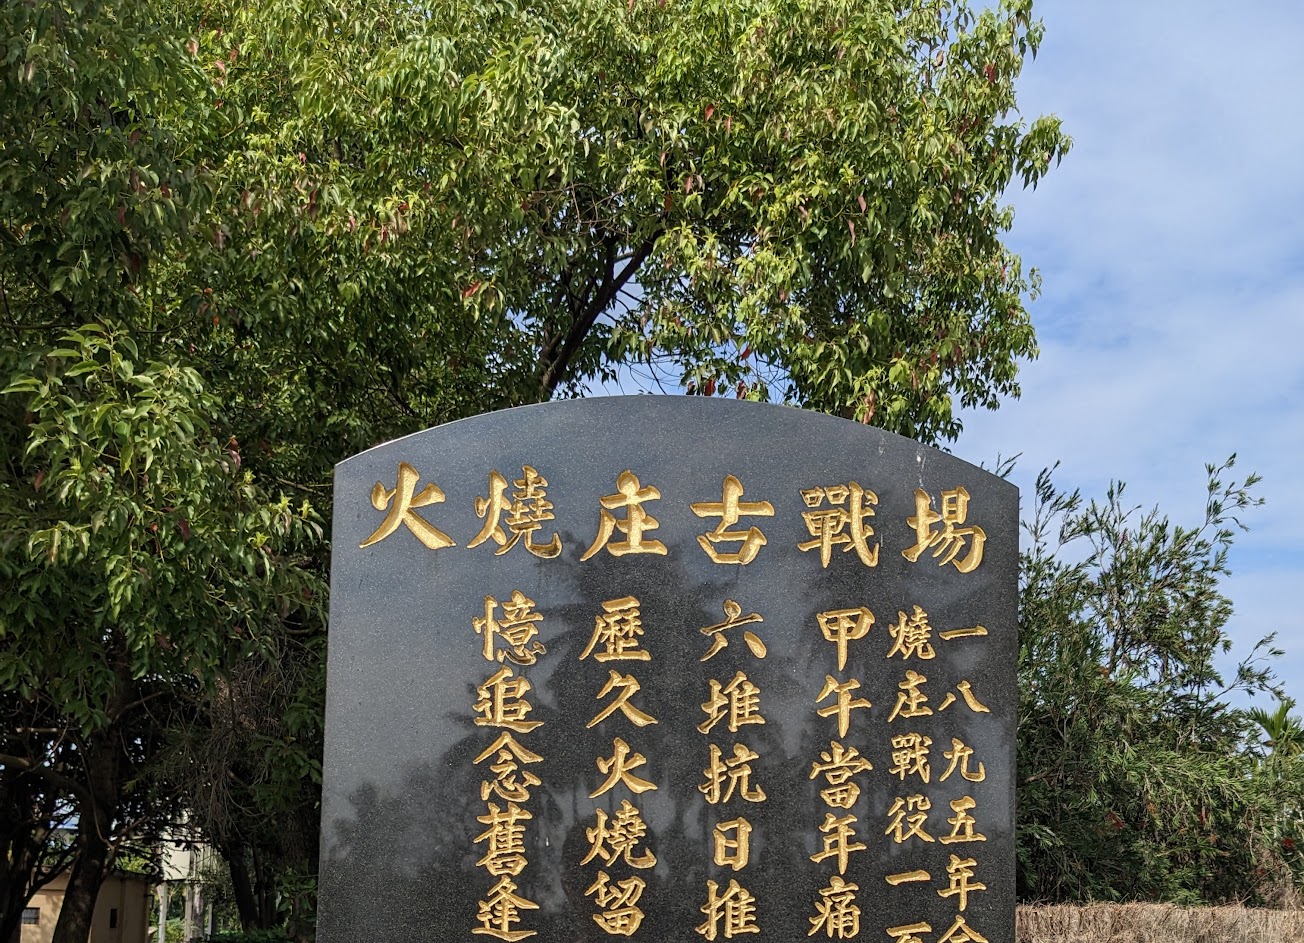 火燒庄古戰場
一八九五年
燒庄戰役一
甲午當年痛
六堆抗日推
歷久火燒留
憶追念舊逢